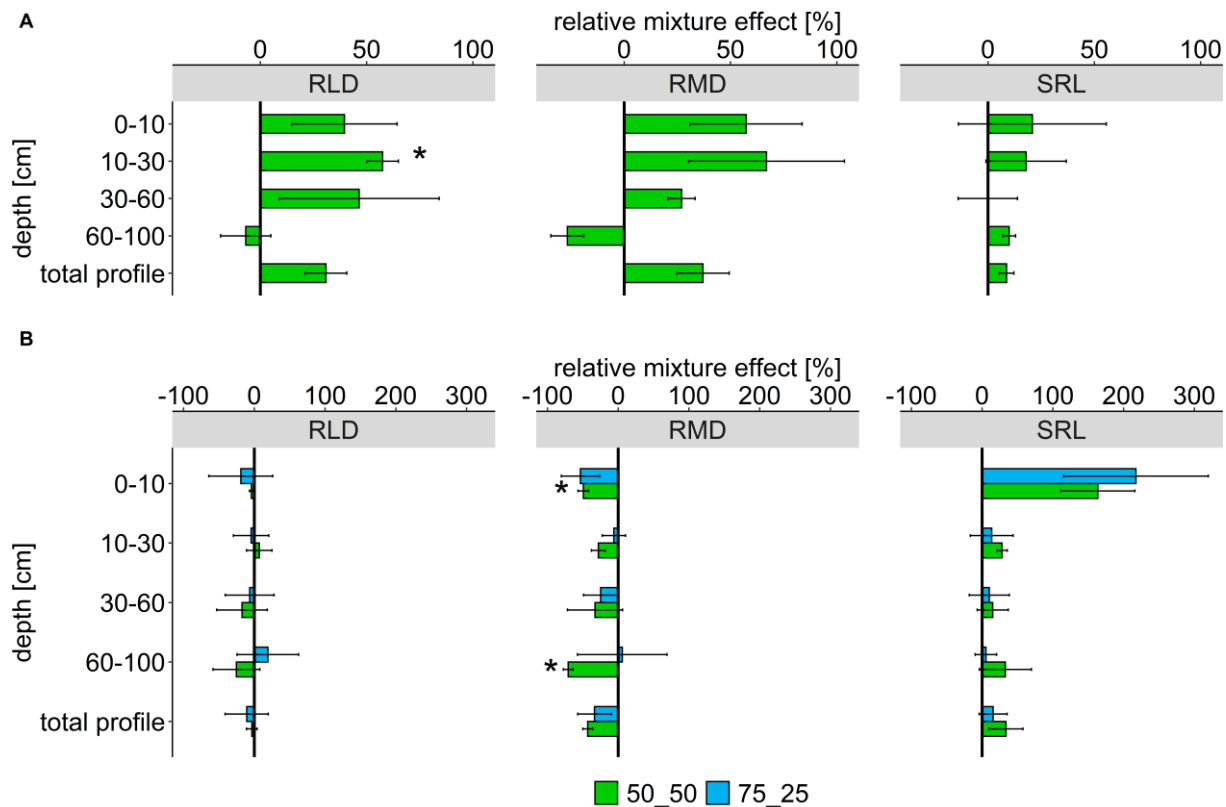 A
relative mixture effect [%]
0 50 100 0 50 100 0 50 100
RLD RMD SRL
depth [cm]
0-10
10-30 *
30-60
60-100
total profile
B
relative mixture effect [%]
-100 0 100 200 300 -100 0 100 200 300 -100 0 100 200 300
RLD RMD SRL
depth [cm]
0-10 *
10-30
30-60
60-100 *
total profile
50_50 75_25